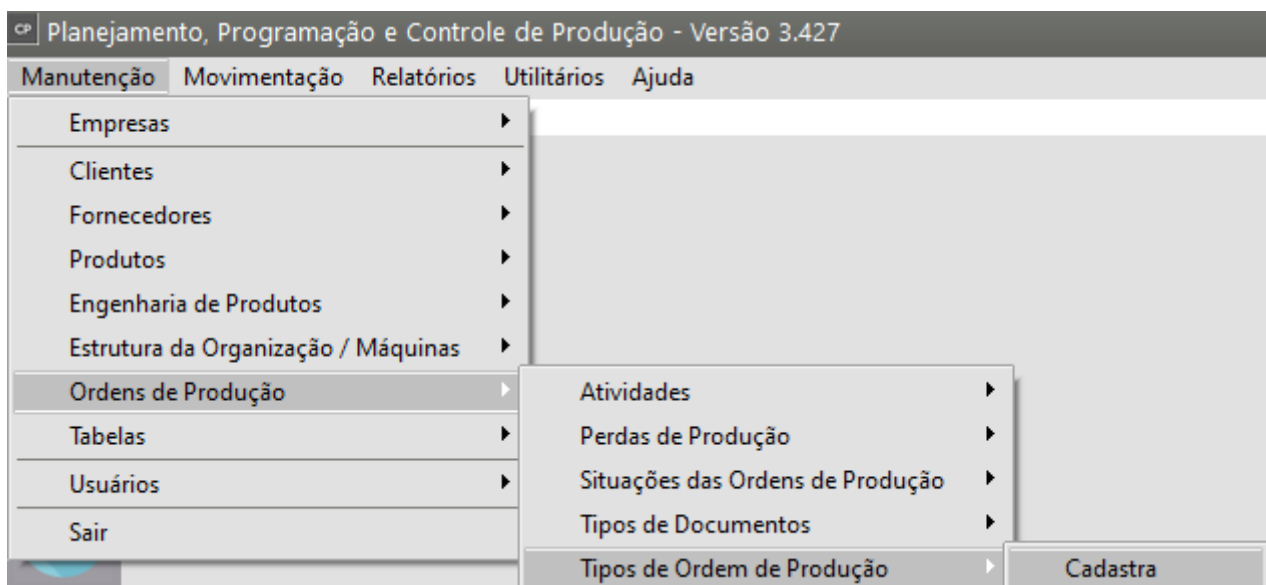 CP Planejamento, Programação e Controle de Produção - Versão 3.427
Manutenção Movimentação Relatórios Utilitários Ajuda
Empresas
Clientes
Fornecedores
Produtos
Engenharia de Produtos
Estrutura da Organização / Máquinas
Ordens de Produção
Tabelas
Usuários
Sair
Atividades
Perdas de Produção
Situações das Ordens de Produção
Tipos de Documentos
Tipos de Ordem de Produção
Cadastra